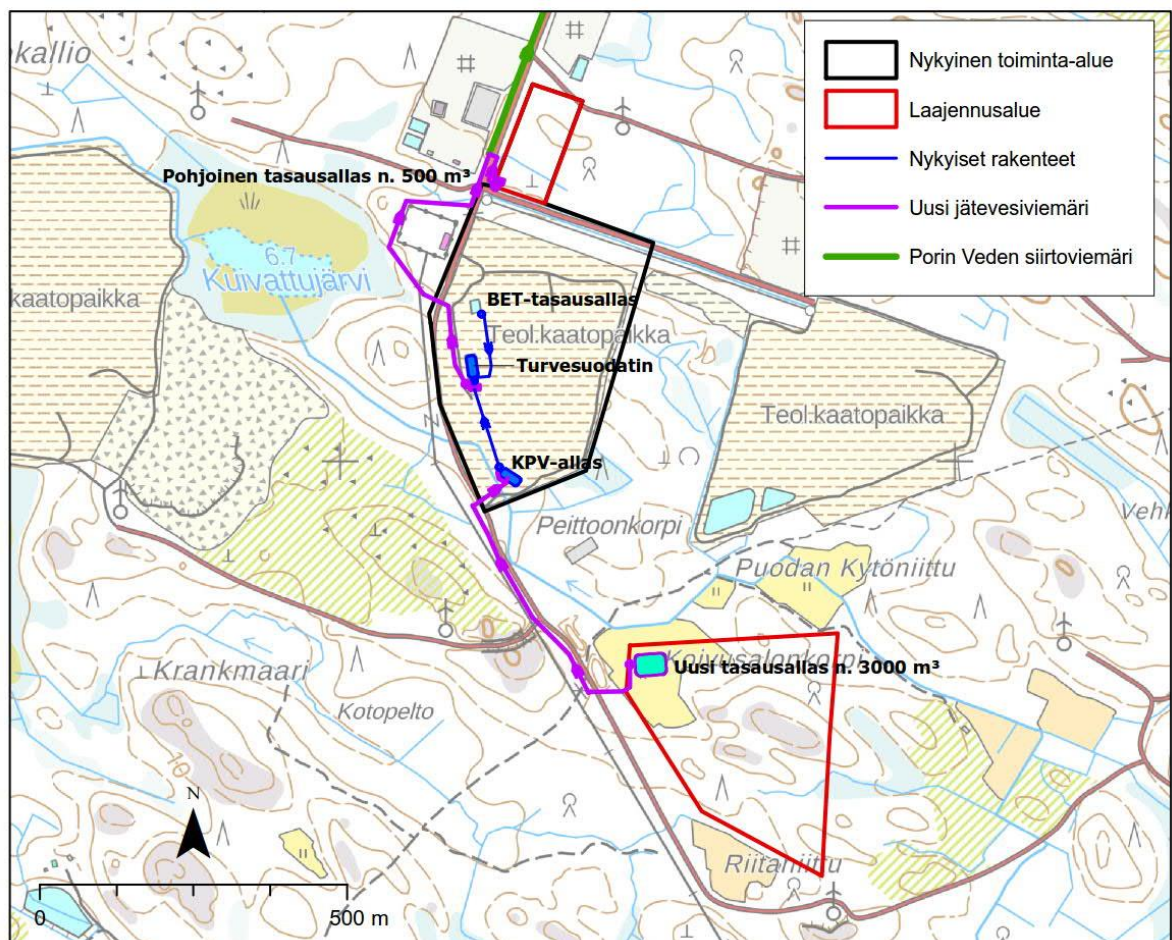 kallio
Nykyinen toiminta-alue
Laajennusalue
Nykyiset rakenteet
Uusi jätevesiviemäri
Porin Veden siirtoviemäri
Pohjoinen tasausallas n. 500 m³
6.7
Kuivattujärvi
kaatopaikka
BET-tasausallas
Teol.kaatopaikka
Turvesuodatin
Teol.kaatopaikka
KPV-allas
Peittoonkorpi
Puodan Kytöniittu
Koivusalonkorpi
Uusi tasausallas n. 3000 m³
Krankmaari
Kotopelto
10
N
Riitaniittu
0
500 m